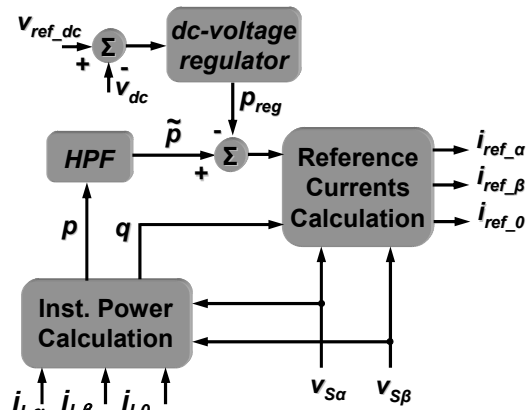 v_ref_dc
+
Σ
-
v_dc
dc-voltage
regulator
p_reg
-
HPF
p̃
+
Σ
Reference
Currents
Calculation
i_ref_α
i_ref_β
i_ref_0
p
q
Inst. Power
Calculation
v_Sα
v_Sβ